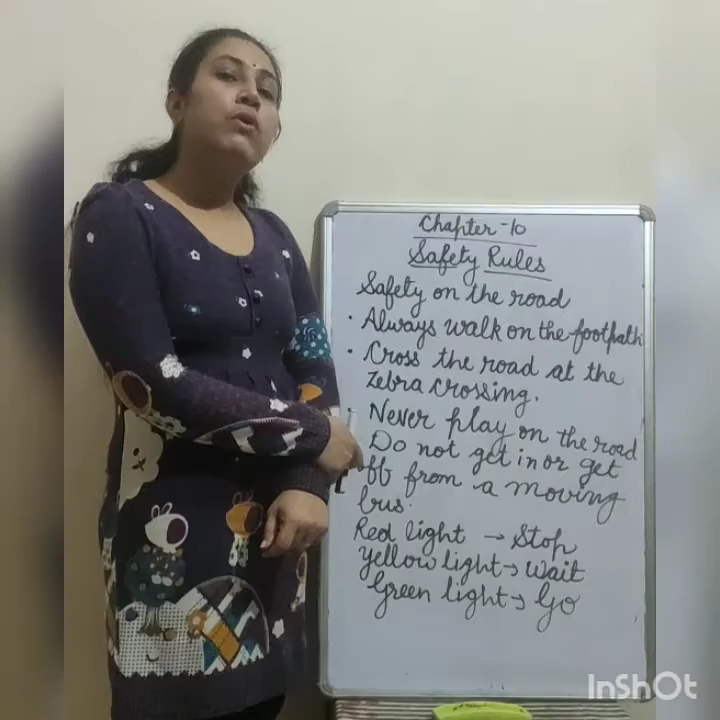 Chapter-10
Safety Rules
Safety on the road
• Always walk on the footpath
• Cross the road at the
Zebra crossing.
Never play on the road
Do not get in or get
off from a moving
bus.
Red light → Stop
Yellow light → Wait
Green light → Go
InShOt